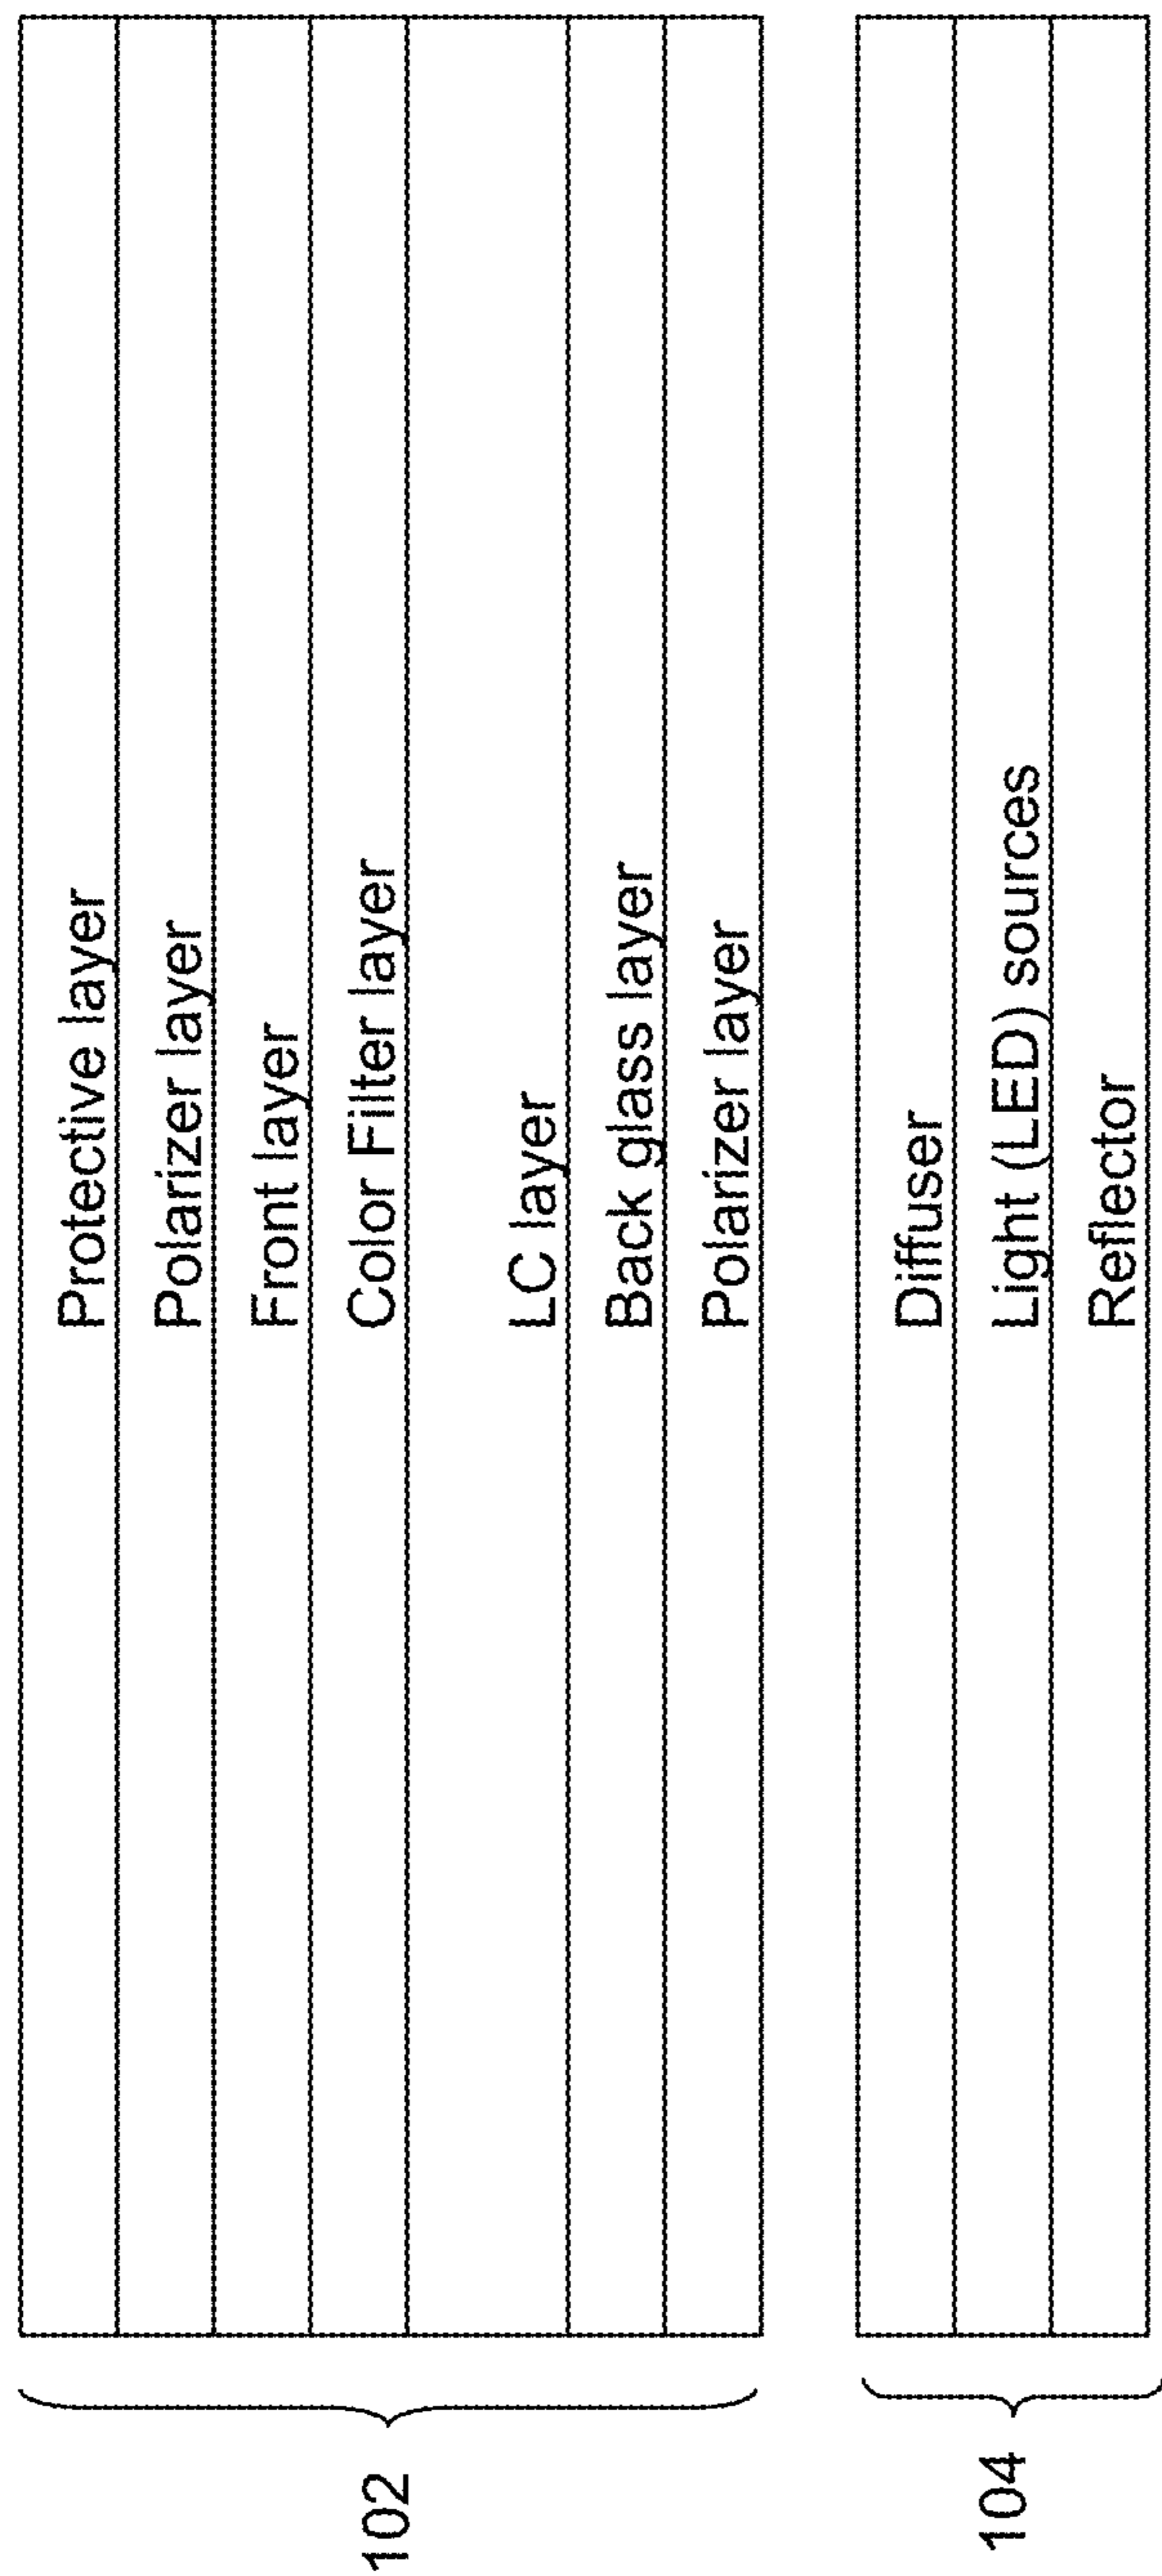 Protective layer
Polarizer layer
Front layer
Color Filter layer
LC layer
Back glass layer
Polarizer layer
102
Diffuser
Light (LED) sources
Reflector
104